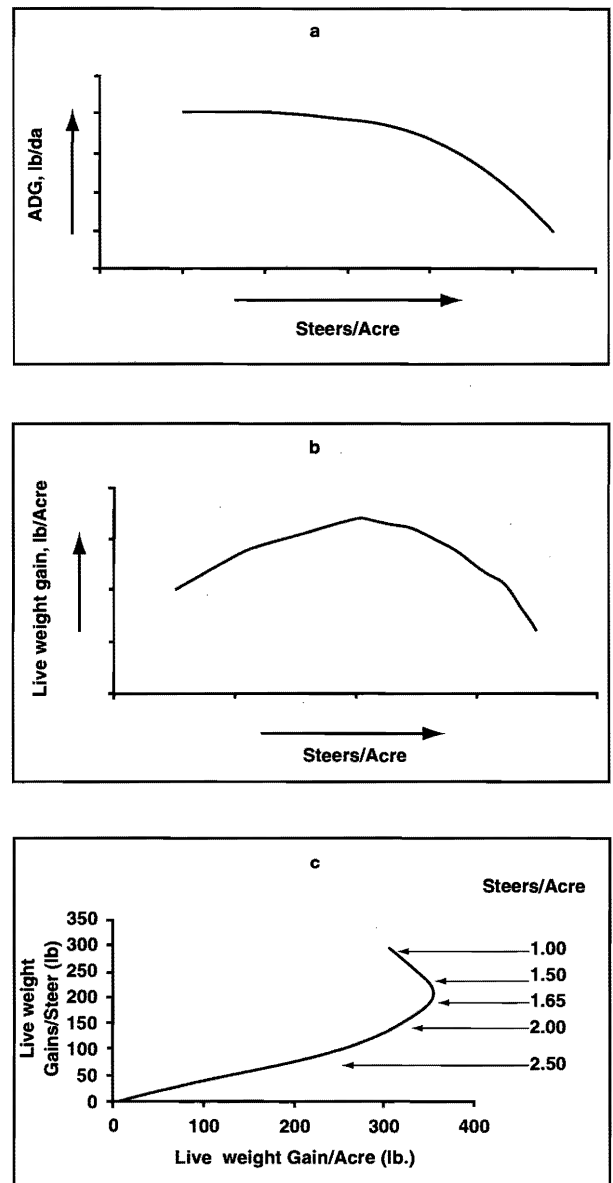 a
ADG, lb/da
Steers/Acre
b
Live weight gain, lb/Acre
Steers/Acre
c
Steers/Acre
Live weight
Gains/Steer (lb)
350
300
250
200
150
100
50
0
1.00
1.50
1.65
2.00
2.50
0 100 200 300 400
Live weight Gain/Acre (lb.)